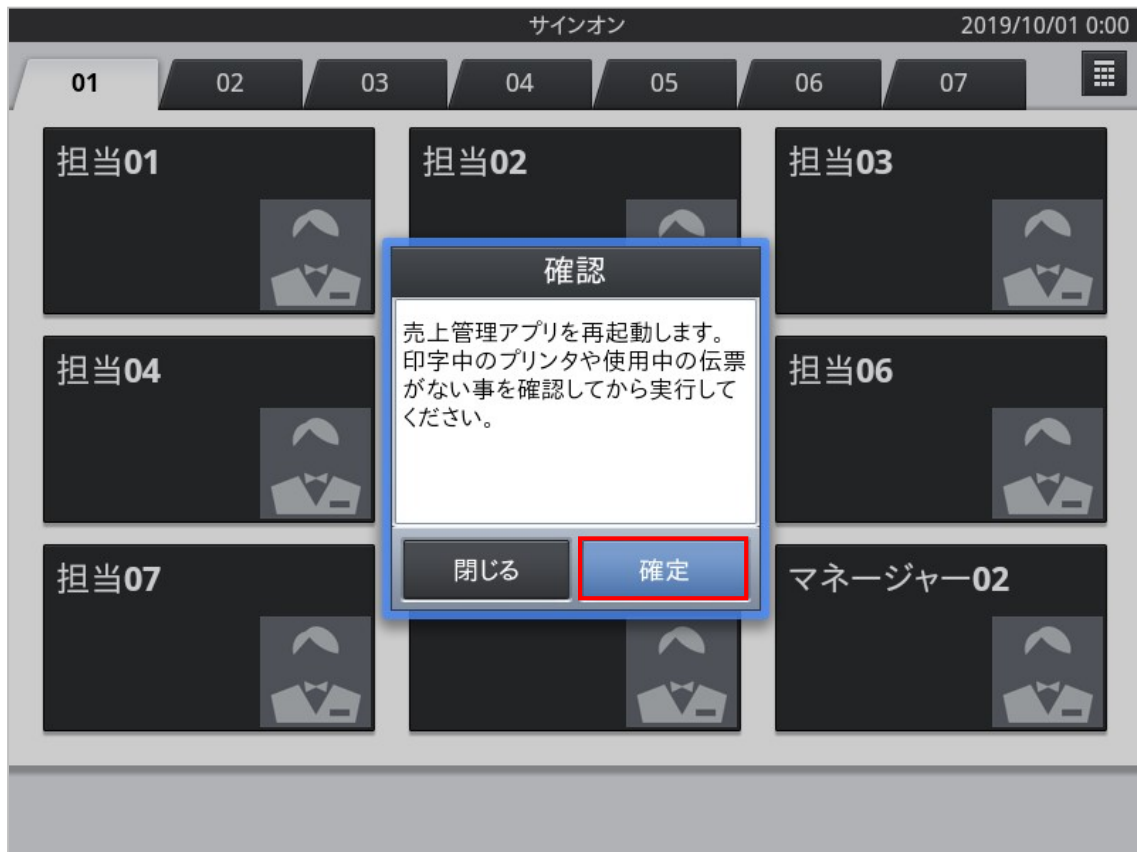 サインオン
2019/10/01 0:00
01
02
03
04
05
06
07
担当01
担当02
担当03
確認
売上管理アプリを再起動します。
印字中のプリンタや使用中の伝票
がない事を確認してから実行して
ください。
担当04
担当06
閉じる
確定
担当07
マネージャー02